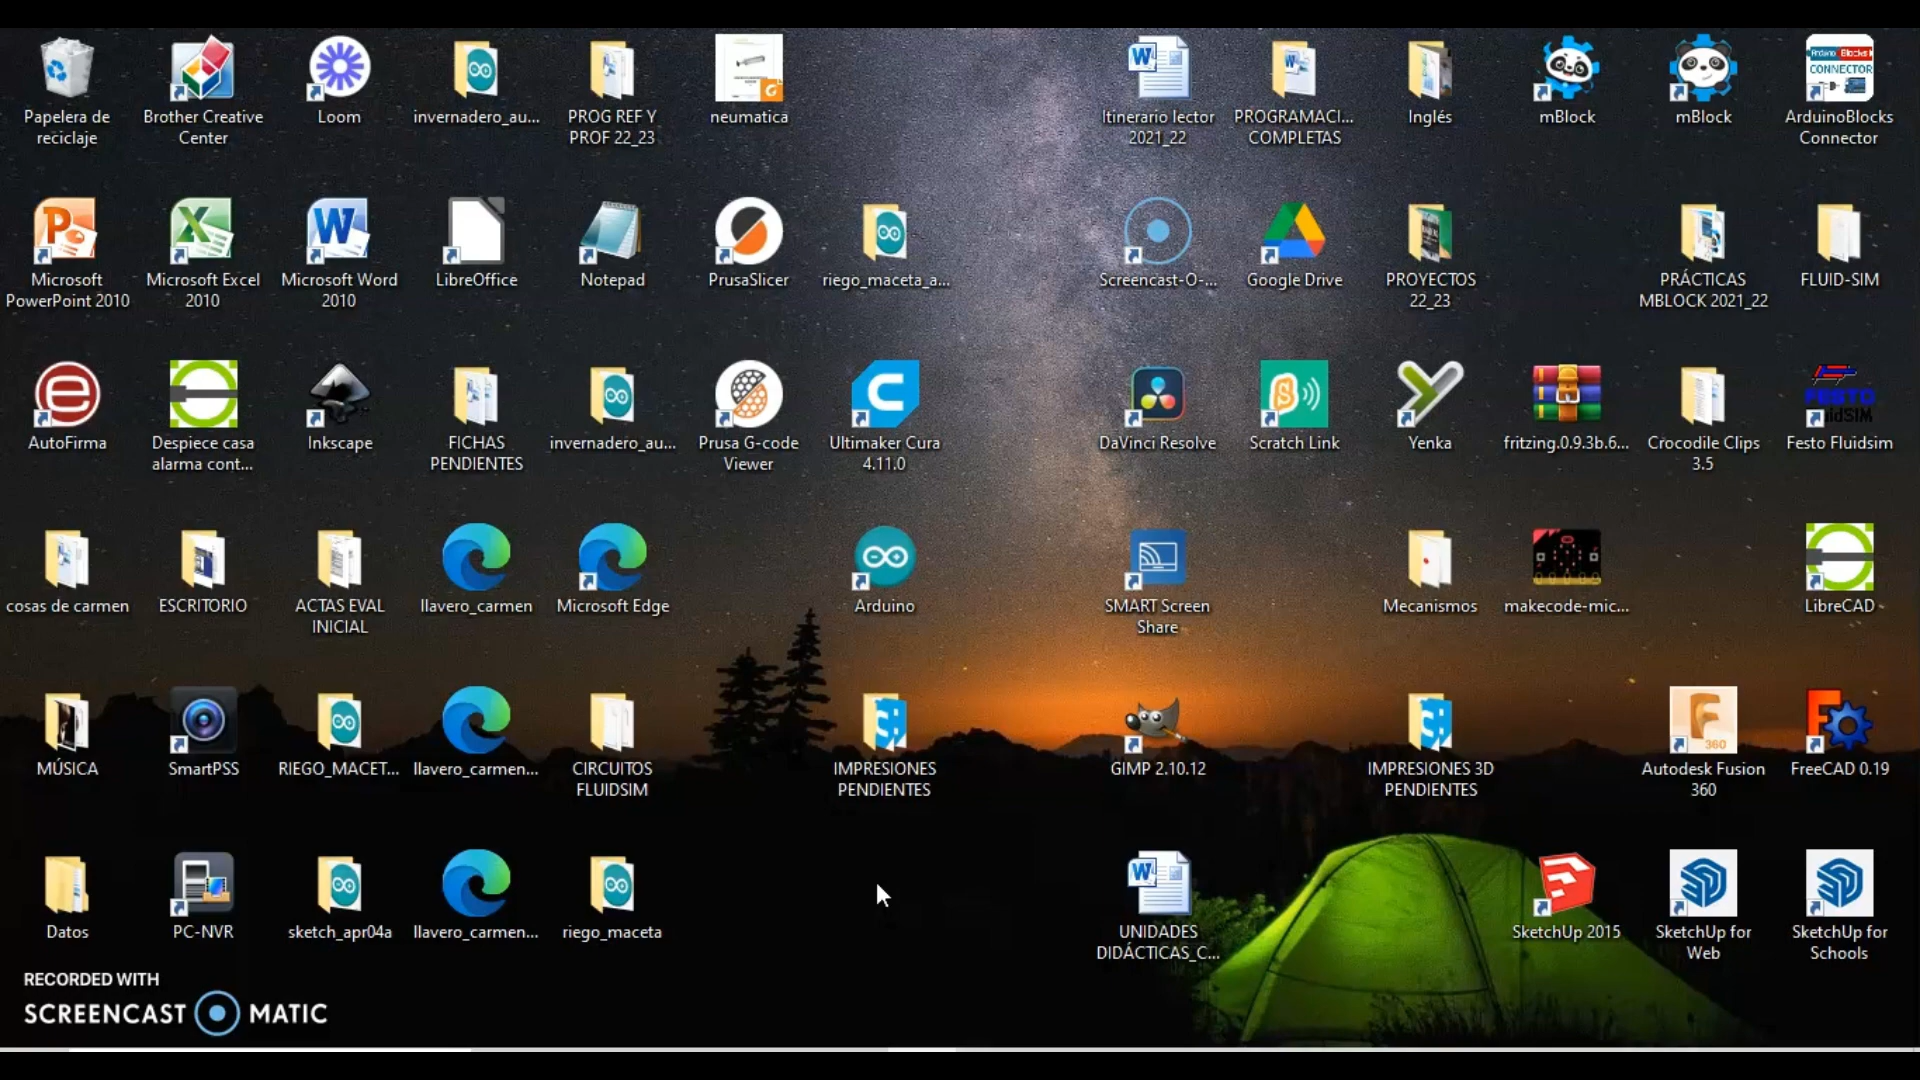 Papelera de
reciclaje
Brother Creative
Center
Loom
invernadero_au...
PROG REF Y
PROF 22_23
neumatica
Itinerario lector
2021_22
PROGRAMACI...
COMPLETAS
Inglés
mBlock
mBlock
Arduino Blocks
CONNECTOR
ArduinoBlocks
Connector
Microsoft
PowerPoint 2010
Microsoft Excel
2010
Microsoft Word
2010
LibreOffice
Notepad
PrusaSlicer
riego_maceta_a...
Screencast-O-...
Google Drive
PROYECTOS
22_23
PRÁCTICAS
MBLOCK 2021_22
FLUID-SIM
AutoFirma
Despiece casa
alarma cont...
Inkscape
FICHAS
PENDIENTES
invernadero_au...
Prusa G-code
Viewer
Ultimaker Cura
4.11.0
DaVinci Resolve
Scratch Link
Yenka
fritzing.0.9.3b.6...
Crocodile Clips
3.5
FESTO
Festo Fluidsim
cosas de carmen
ESCRITORIO
ACTAS EVAL
INICIAL
llavero_carmen
Microsoft Edge
Arduino
SMART Screen
Share
Mecanismos
makecode-mic...
LibreCAD
MÚSICA
SmartPSS
RIEGO_MACET...
llavero_carmen...
CIRCUITOS
FLUIDSIM
IMPRESIONES
PENDIENTES
GIMP 2.10.12
IMPRESIONES 3D
PENDIENTES
360
Autodesk Fusion
360
FreeCAD 0.19
Datos
PC-NVR
sketch_apr04a
llavero_carmen...
riego_maceta
UNIDADES
DIDÁCTICAS_C...
SketchUp 2015
SketchUp for
Web
SketchUp for
Schools
RECORDED WITH
SCREENCAST MATIC